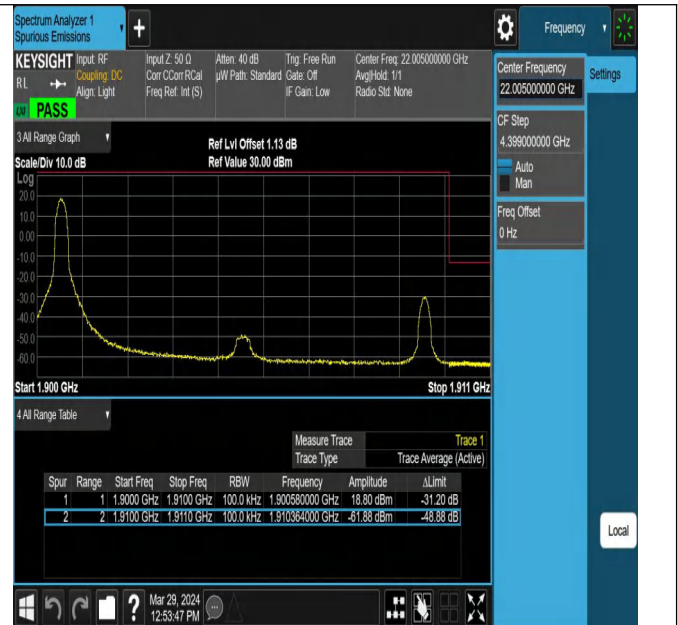 Spectrum Analyzer 1
Spurious Emissions
Frequency
KEYSIGHT
RL
PASS
Input: RF
Coupling: DC
Align: Light
Input Z: 50 Ω
Corr CCorr RCal
Freq Ref: Int (S)
Atten: 40 dB
µW Path: Standard
Trig: Free Run
Gate: Off
IF Gain: Low
Center Freq: 22.005000000 GHz
Avg|Hold: 1/1
Radio Std: None
Center Frequency
22.005000000 GHz
Settings
CF Step
4.399000000 GHz
Auto
Man
Freq Offset
0 Hz
3 All Range Graph
Ref Lvl Offset 1.13 dB
Scale/Div 10.0 dB
Ref Value 30.00 dBm
Log
20.0
10.0
0.00
-10.0
-20.0
-30.0
-40.0
-50.0
-60.0
Start 1.900 GHz
Stop 1.911 GHz
4 All Range Table
Measure Trace Trace 1
Trace Type Trace Average (Active)
Spur Range Start Freq Stop Freq RBW Frequency Amplitude ΔLimit
1 1 1.9000 GHz 1.9100 GHz 100.0 kHz 1.900580000 GHz 18.80 dBm -31.20 dB
2 2 1.9100 GHz 1.9110 GHz 100.0 kHz 1.910364000 GHz -61.88 dBm -48.88 dB
Local
Mar 29, 2024
12:53:47 PM